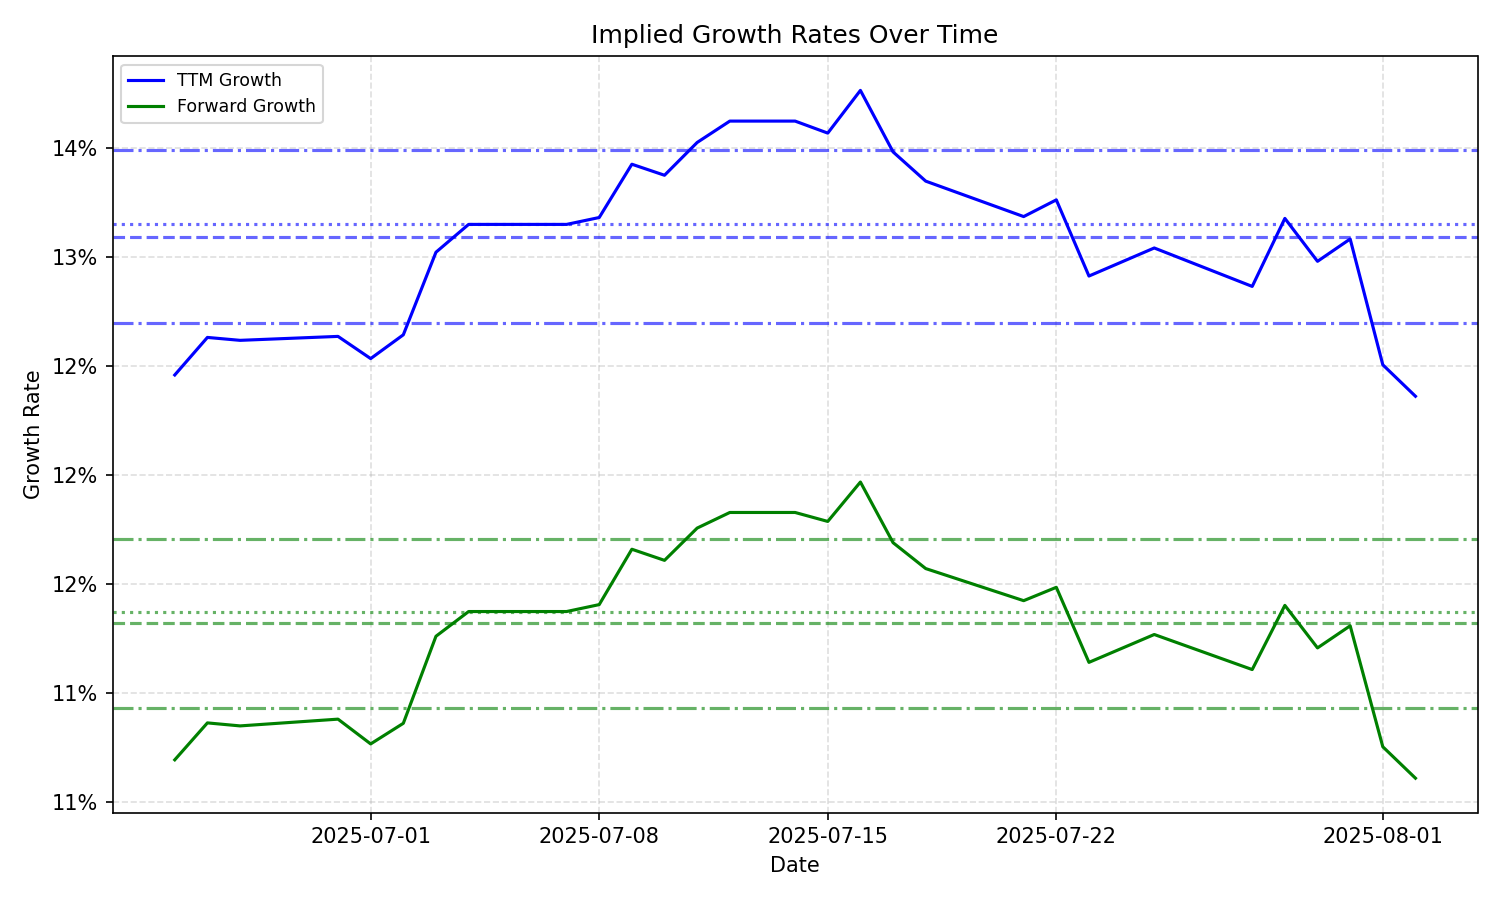 Implied Growth Rates Over Time
TTM Growth
Forward Growth
14%
13%
13%
12%
12%
12%
11%
11%
Growth Rate
2025-07-01
2025-07-08
2025-07-15
2025-07-22
2025-08-01
Date